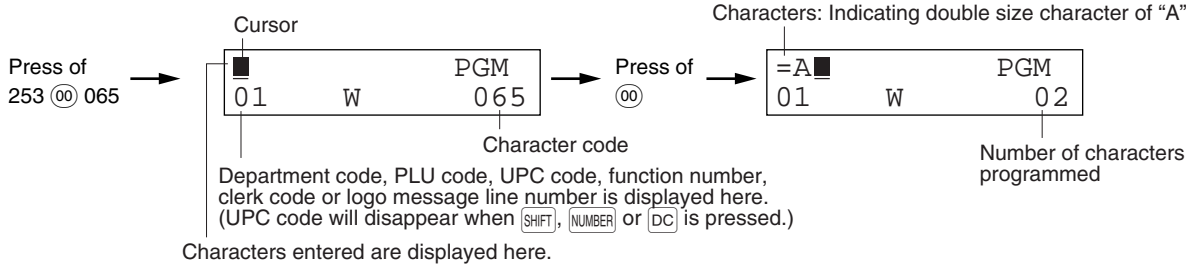 Characters: Indicating double size character of “A”
Cursor
Press of
253 00 065
PGM
01 W 065
Press of
00
=A PGM
01 W 02
Character code
Number of characters
programmed
Department code, PLU code, UPC code, function number,
clerk code or logo message line number is displayed here.
(UPC code will disappear when SHIFT, NUMBER or DC is pressed.)
Characters entered are displayed here.